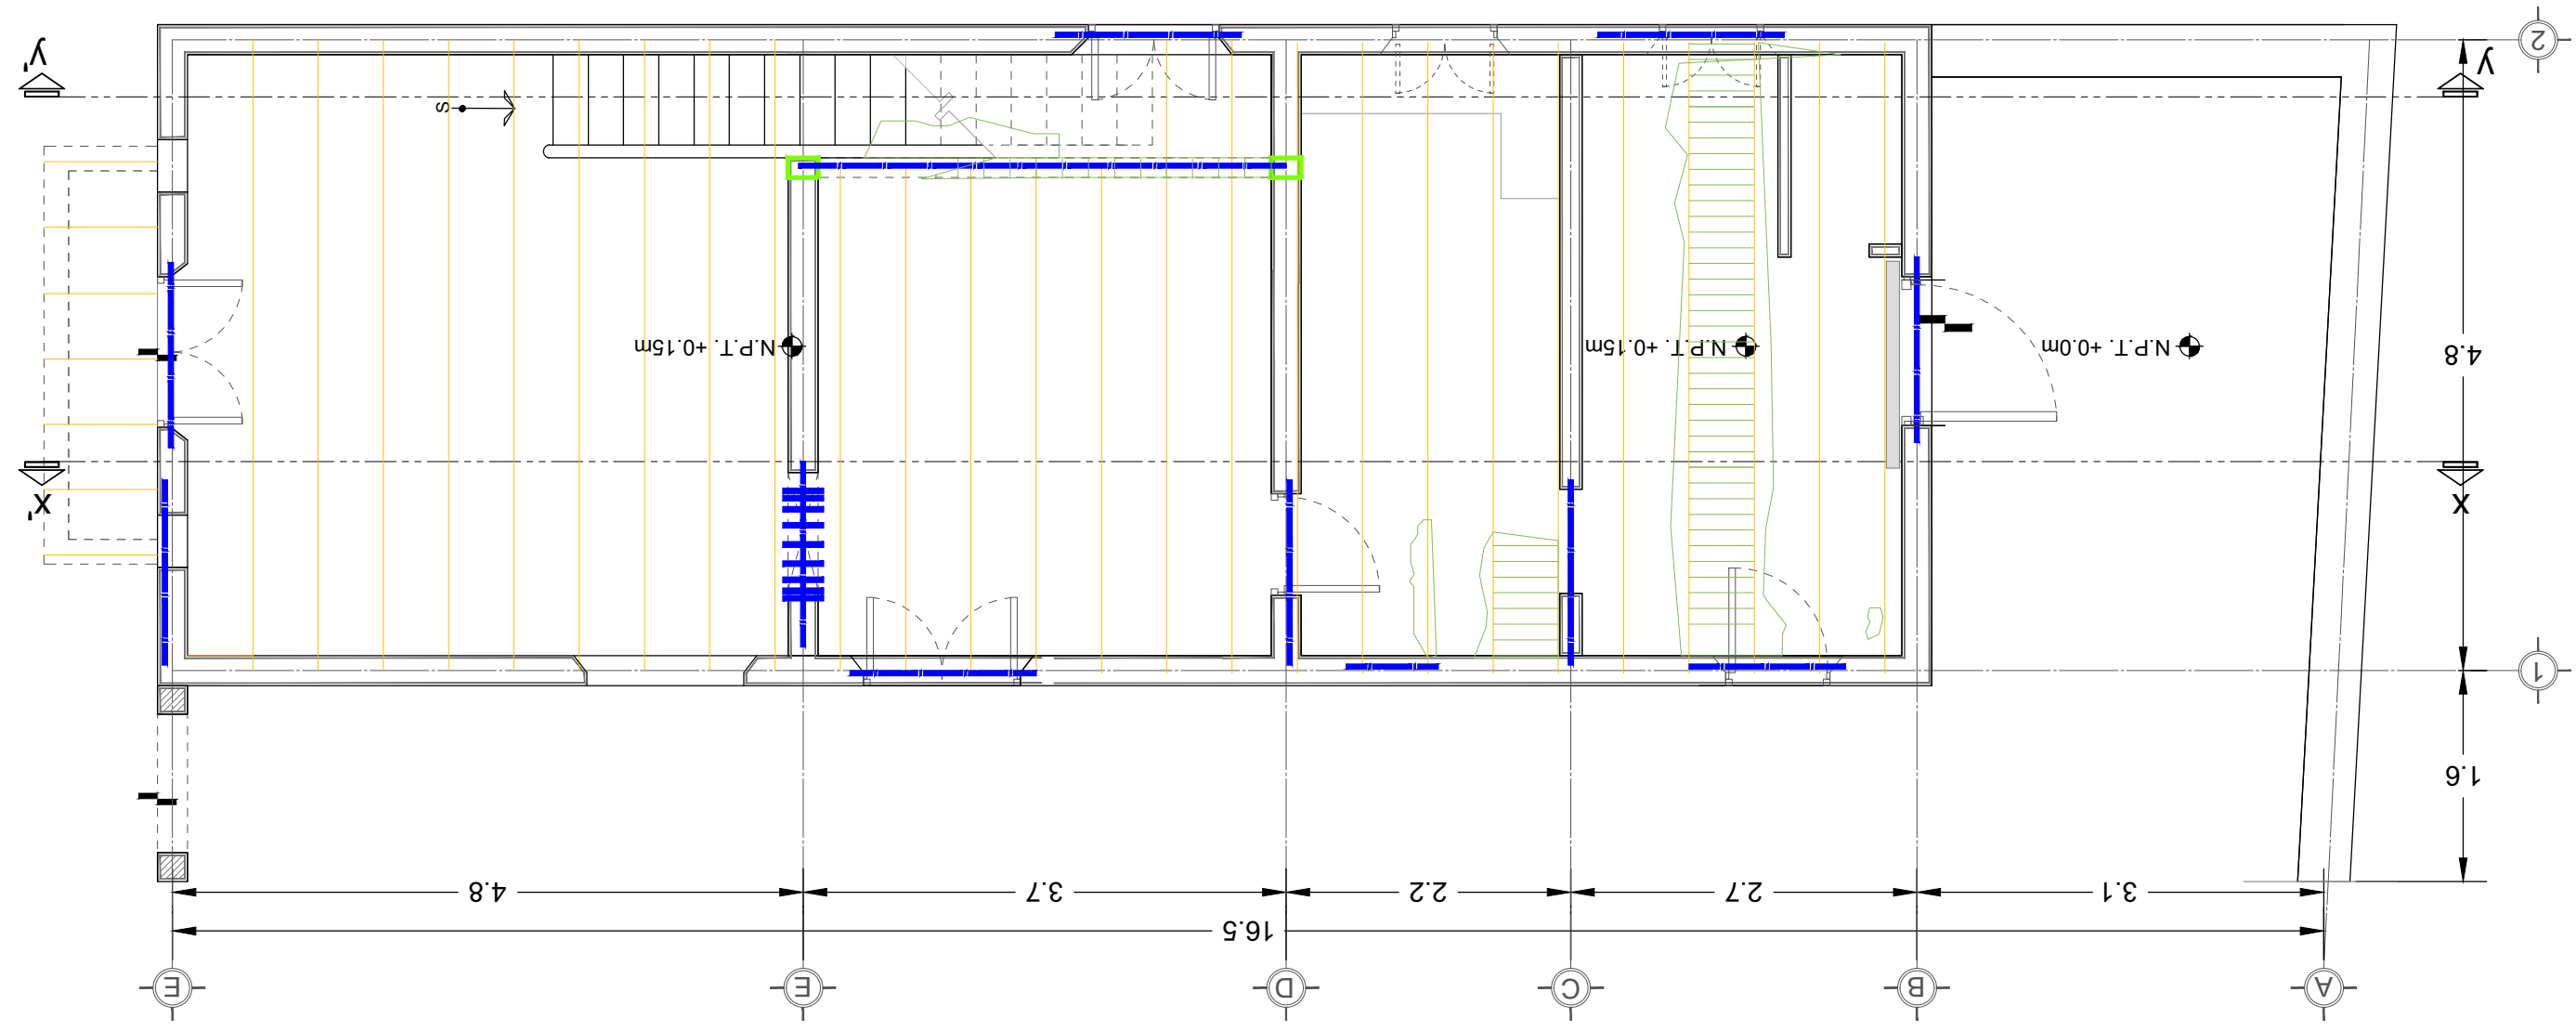 A B C D E E
16.5
3.1 2.7 2.2 3.7 4.8
1.6
1
x x'
4.8
N.P.T. +0.0m N.P.T. +0.15m N.P.T. +0.15m
s
y y'
2